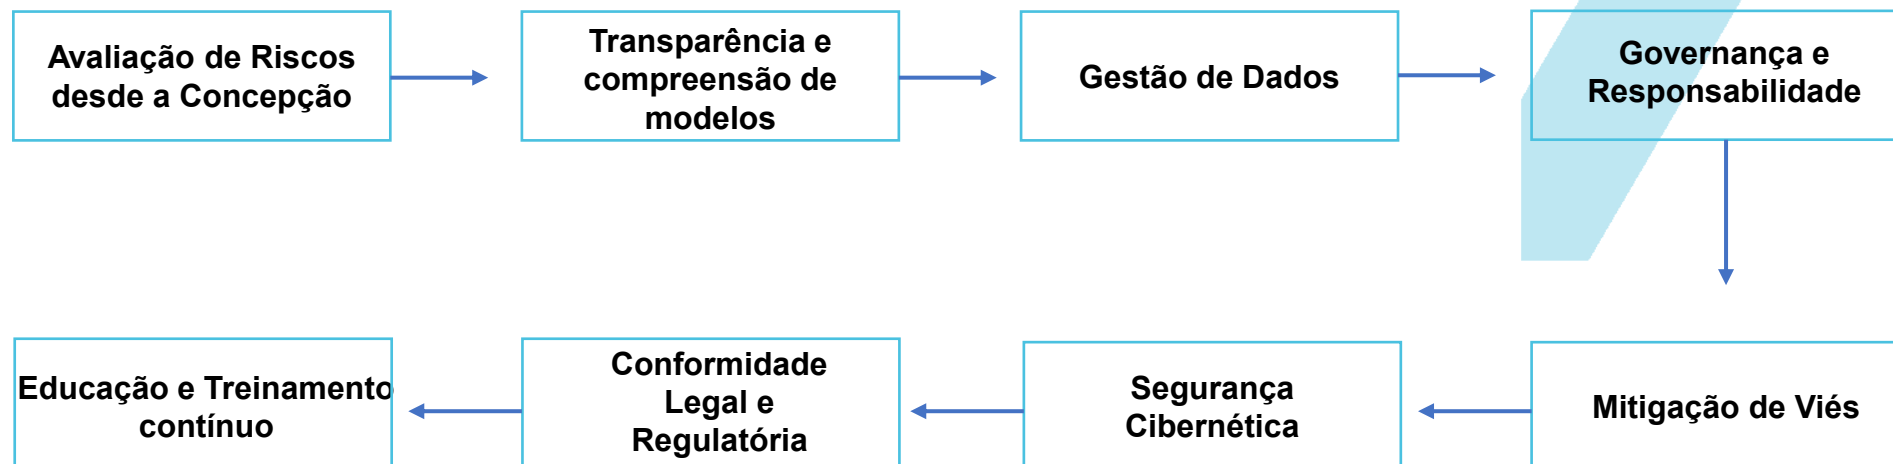 Avaliação de Riscos
desde a Concepção
Transparência e
compreensão de
modelos
Gestão de Dados
Governança e
Responsabilidade
Mitigação de Viés
Segurança
Cibernética
Conformidade
Legal e
Regulatória
Educação e Treinamento
contínuo